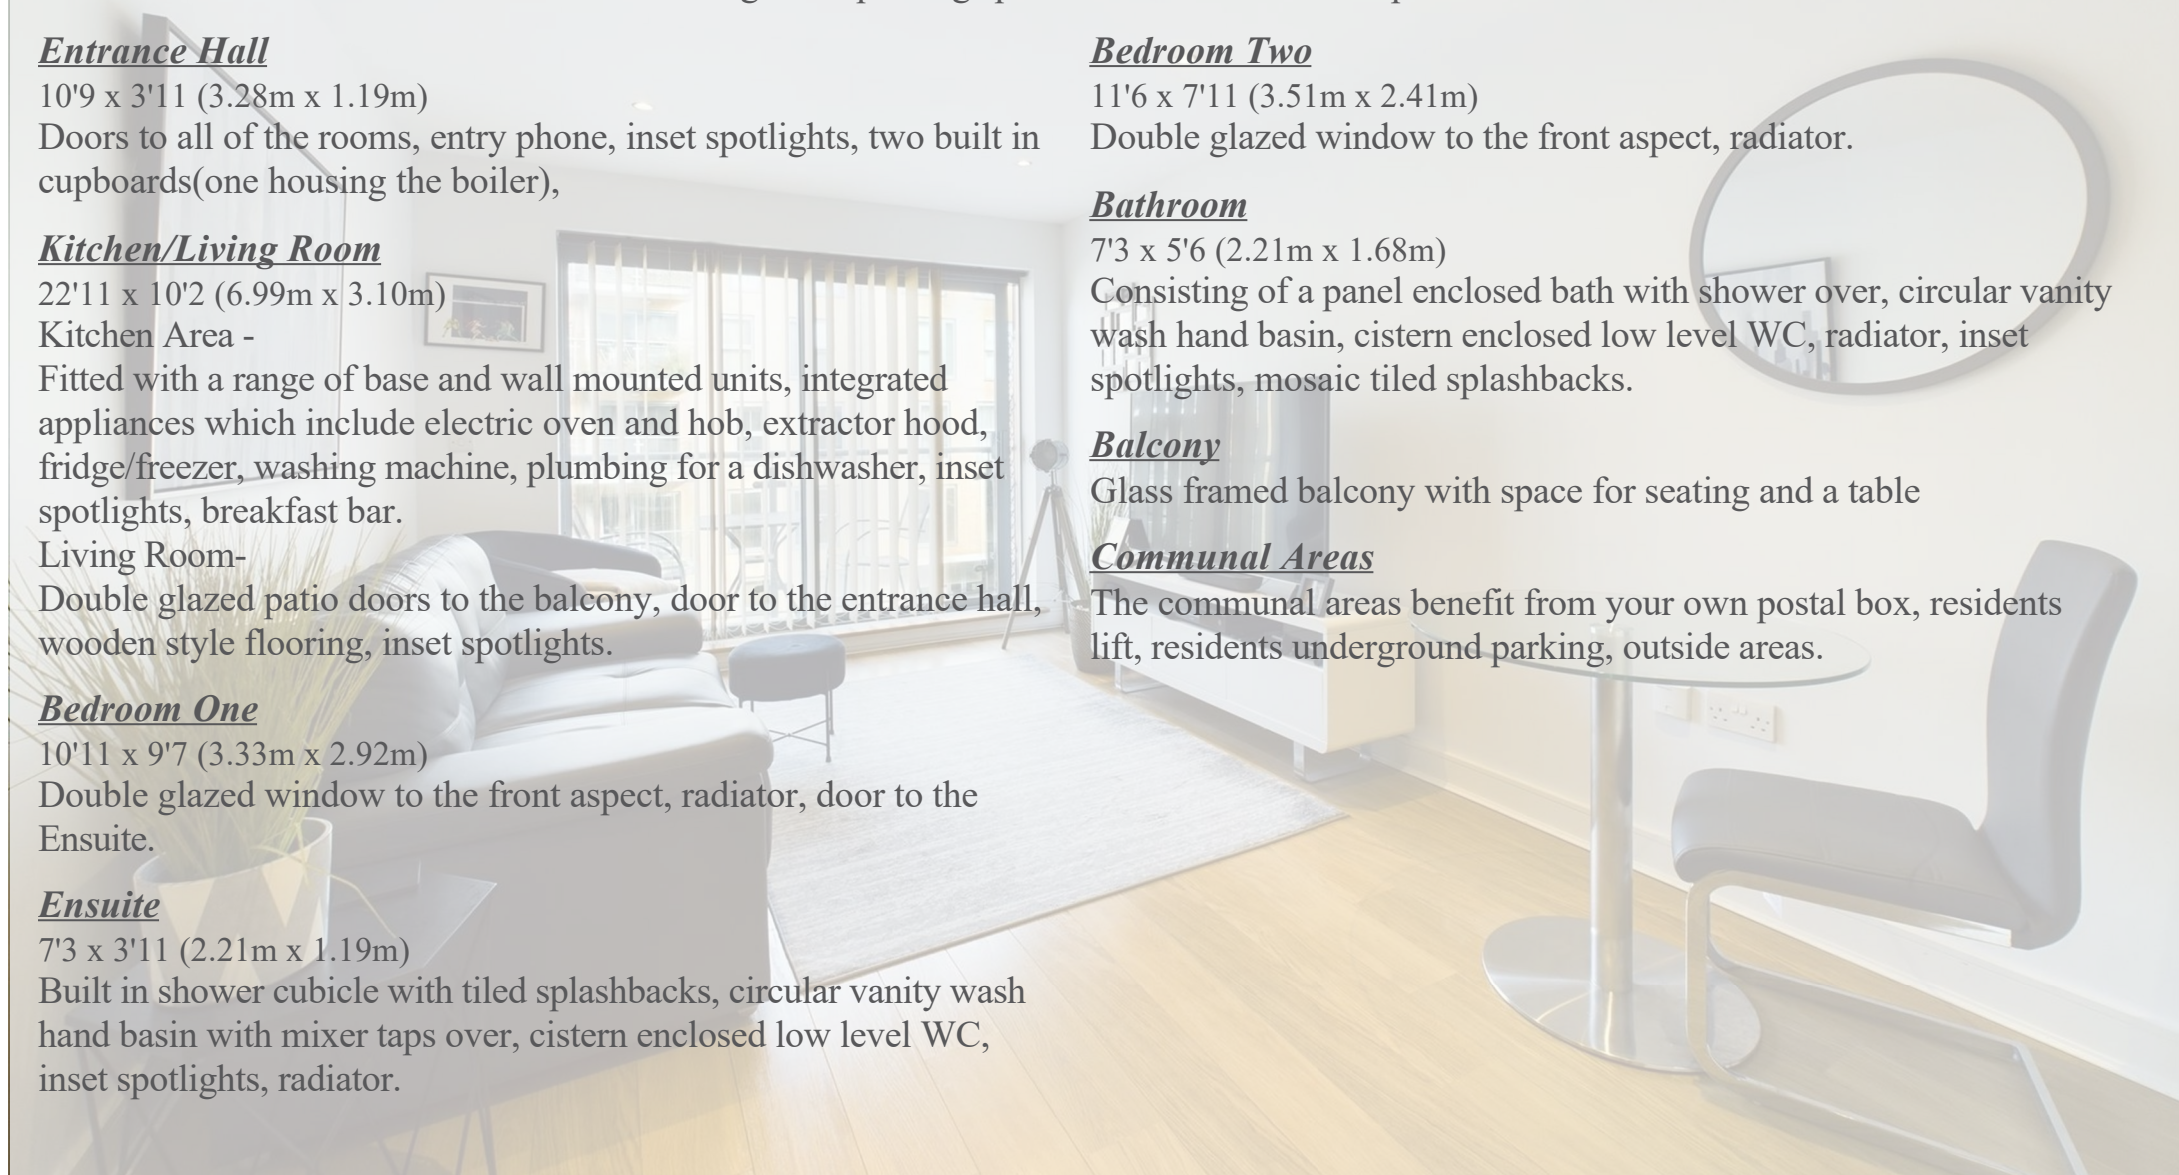 Entrance Hall
10'9 x 3'11 (3.28m x 1.19m)
Doors to all of the rooms, entry phone, inset spotlights, two built in
cupboards(one housing the boiler),
Kitchen/Living Room
22'11 x 10'2 (6.99m x 3.10m)
Kitchen Area -
Fitted with a range of base and wall mounted units, integrated
appliances which include electric oven and hob, extractor hood,
fridge/freezer, washing machine, plumbing for a dishwasher, inset
spotlights, breakfast bar.
Living Room-
Double glazed patio doors to the balcony, door to the entrance hall,
wooden style flooring, inset spotlights.
Bedroom One
10'11 x 9'7 (3.33m x 2.92m)
Double glazed window to the front aspect, radiator, door to the
Ensuite.
Ensuite
7'3 x 3'11 (2.21m x 1.19m)
Built in shower cubicle with tiled splashbacks, circular vanity wash
hand basin with mixer taps over, cistern enclosed low level WC,
inset spotlights, radiator.
Bedroom Two
11'6 x 7'11 (3.51m x 2.41m)
Double glazed window to the front aspect, radiator.
Bathroom
7'3 x 5'6 (2.21m x 1.68m)
Consisting of a panel enclosed bath with shower over, circular vanity
wash hand basin, cistern enclosed low level WC, radiator, inset
spotlights, mosaic tiled splashbacks.
Balcony
Glass framed balcony with space for seating and a table
Communal Areas
The communal areas benefit from your own postal box, residents
lift, residents underground parking, outside areas.